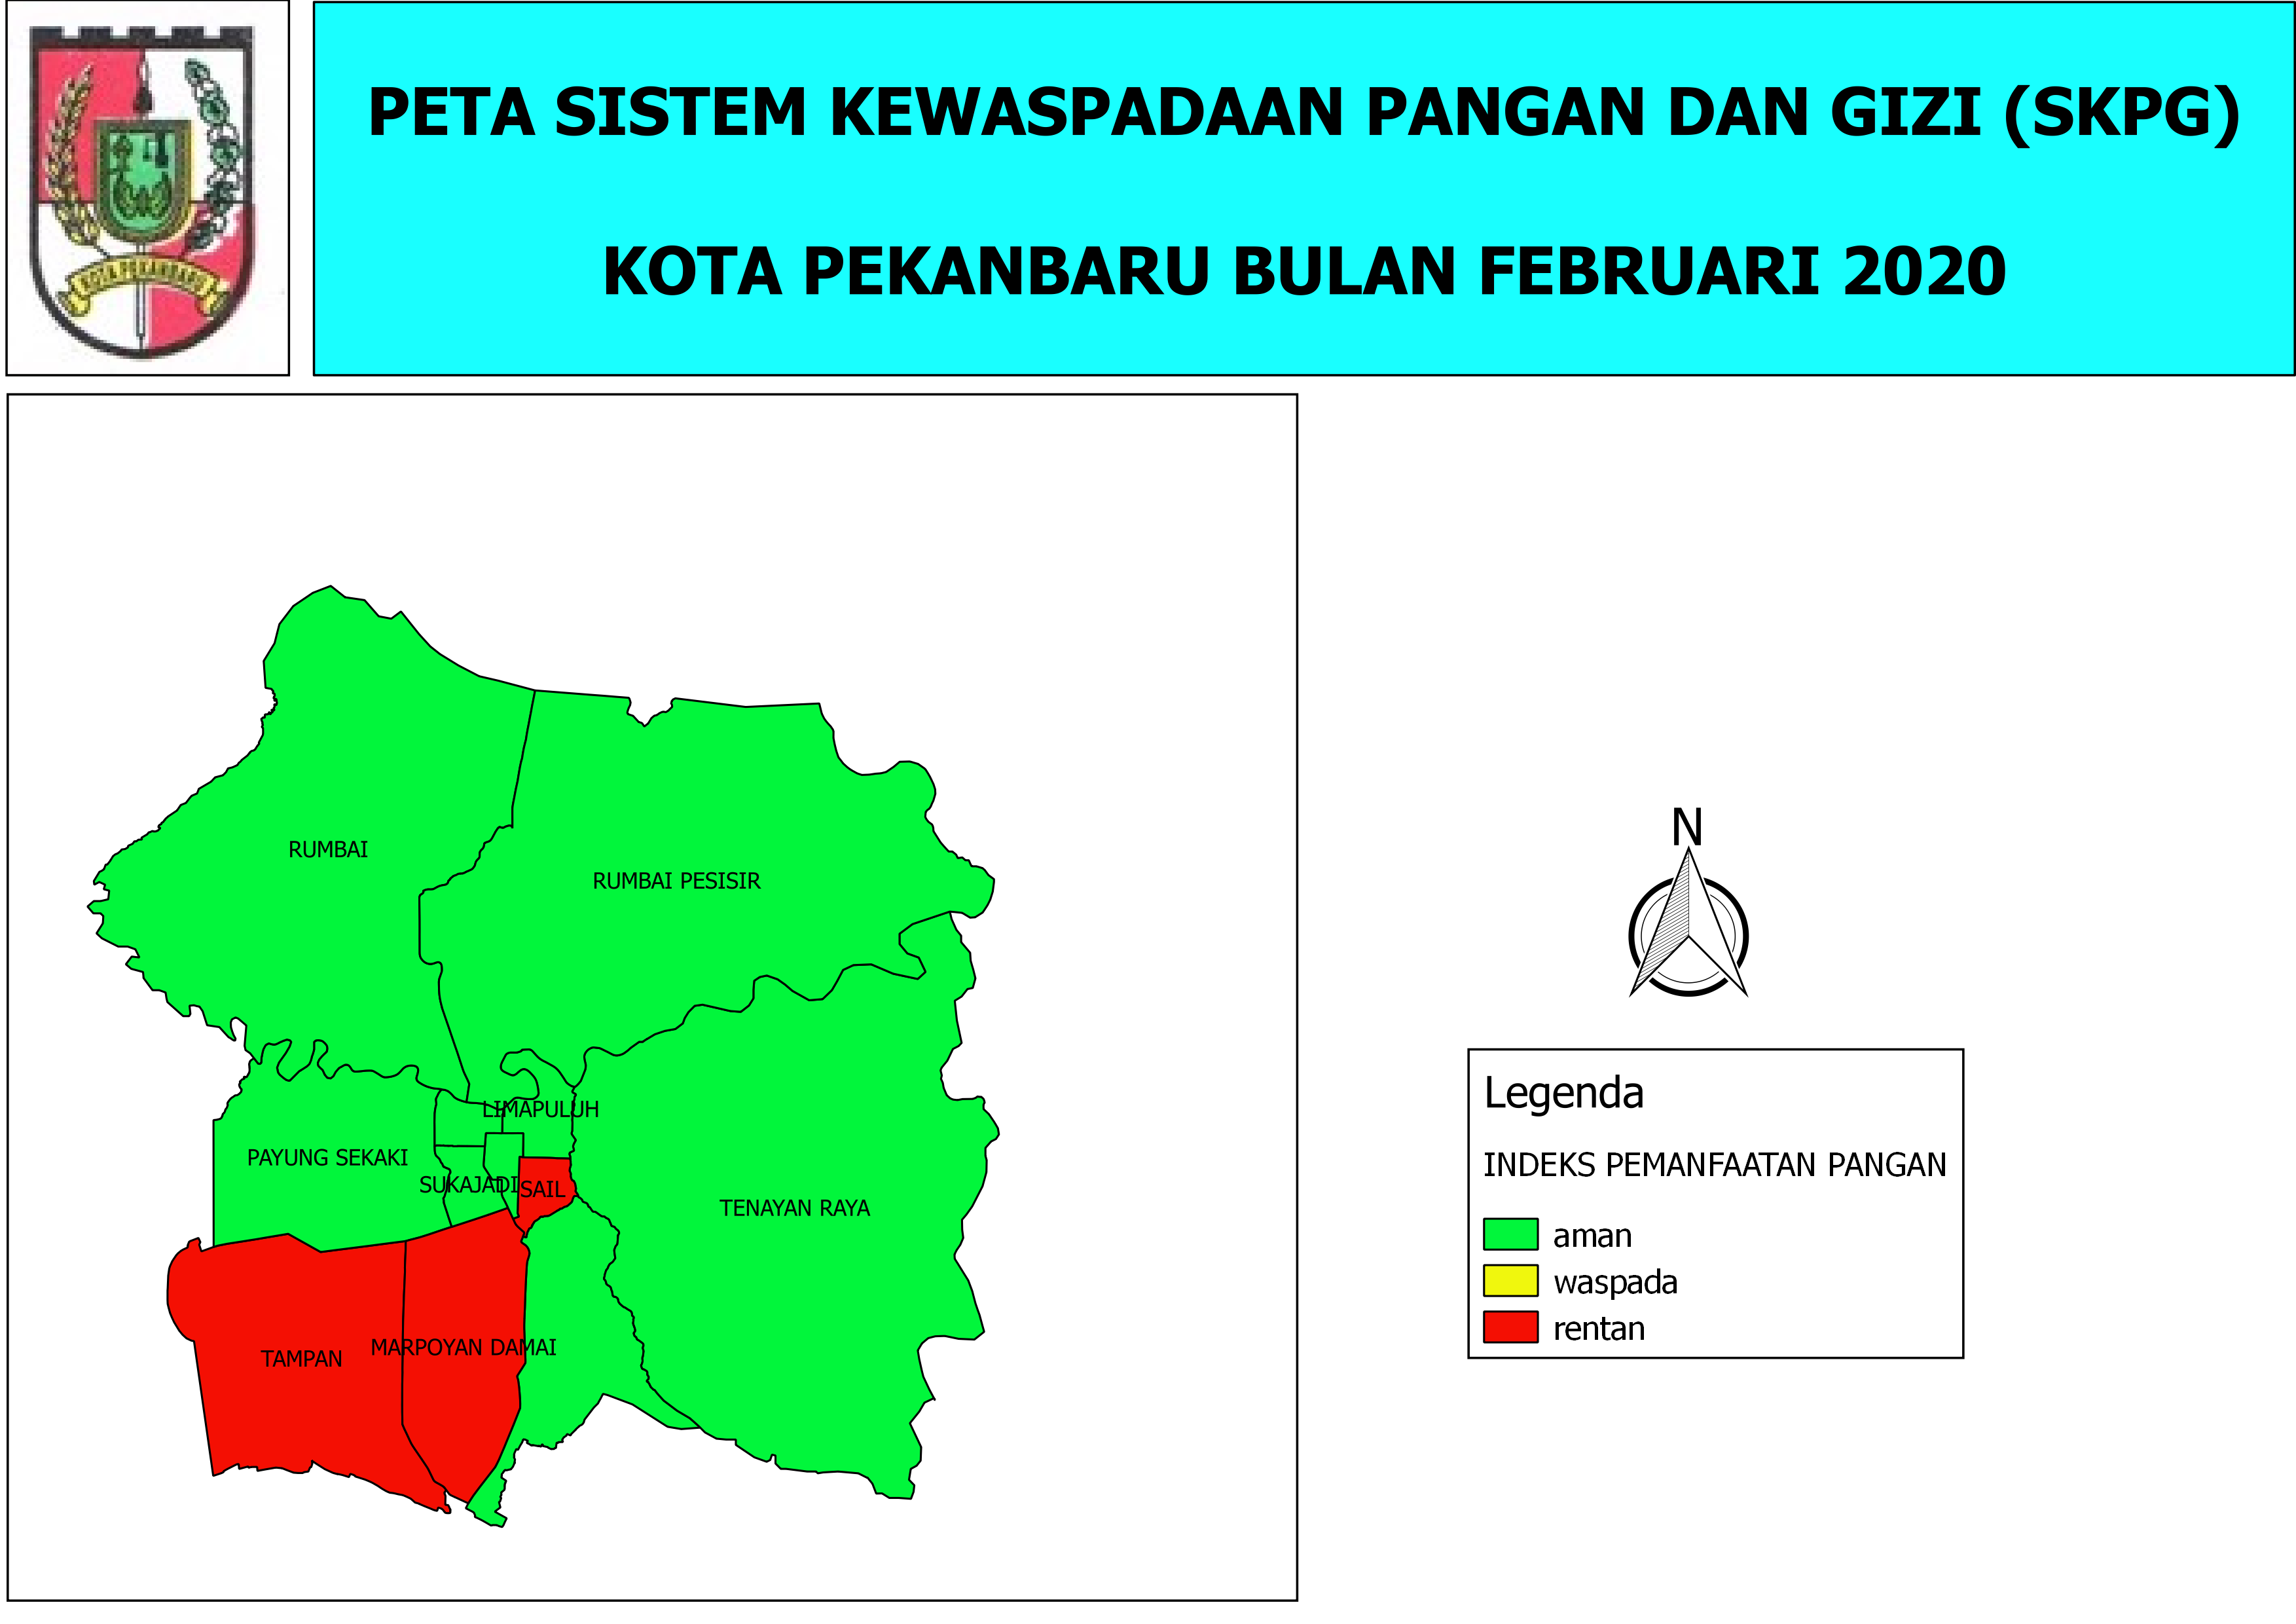 KOTA PEKANBARU
PETA SISTEM KEWASPADAAN PANGAN DAN GIZI (SKPG)
KOTA PEKANBARU BULAN FEBRUARI 2020
RUMBAI
RUMBAI PESISIR
LIMAPULUH
PAYUNG SEKAKI
SUKAJADI
SAIL
TENAYAN RAYA
MARPOYAN DAMAI
TAMPAN
N
Legenda
INDEKS PEMANFAATAN PANGAN
aman
waspada
rentan